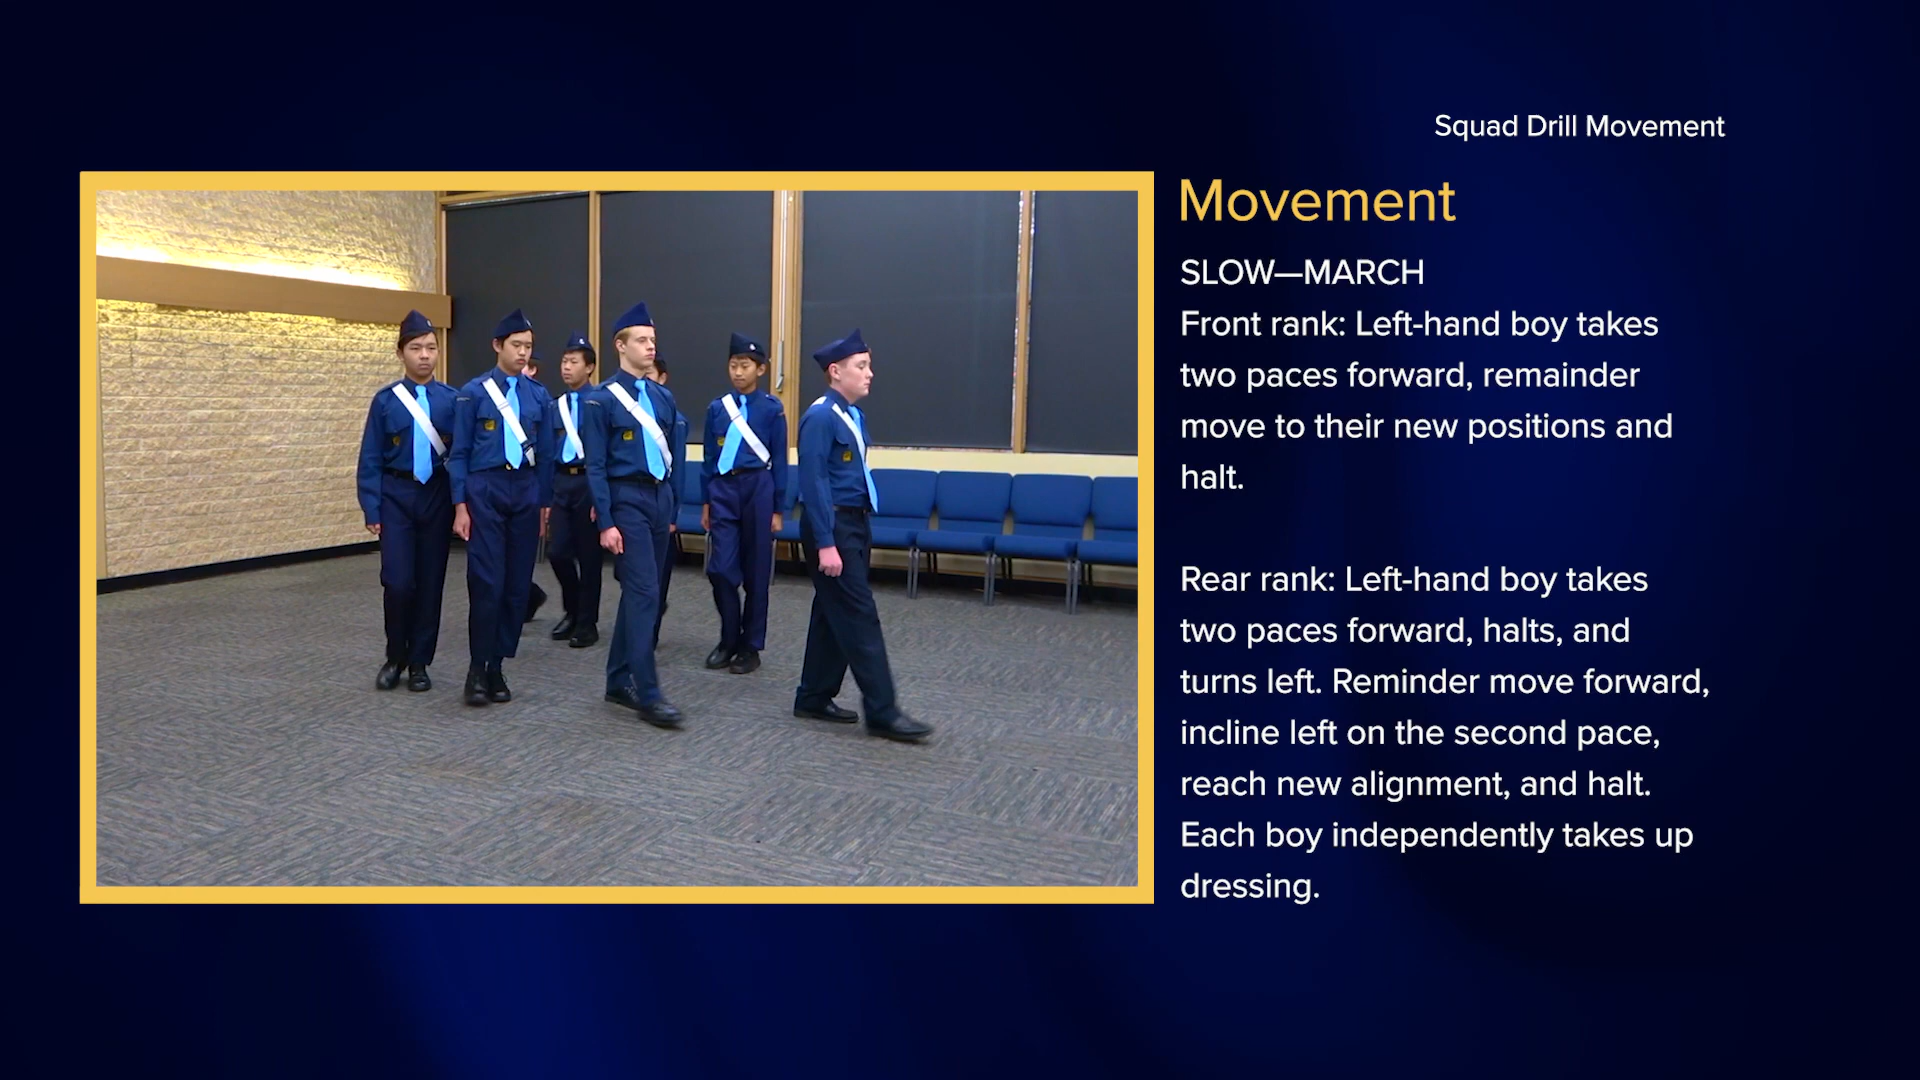 Squad Drill Movement
Movement
SLOW—MARCH
Front rank: Left-hand boy takes
two paces forward, remainder
move to their new positions and
halt.
Rear rank: Left-hand boy takes
two paces forward, halts, and
turns left. Reminder move forward,
incline left on the second pace,
reach new alignment, and halt.
Each boy independently takes up
dressing.